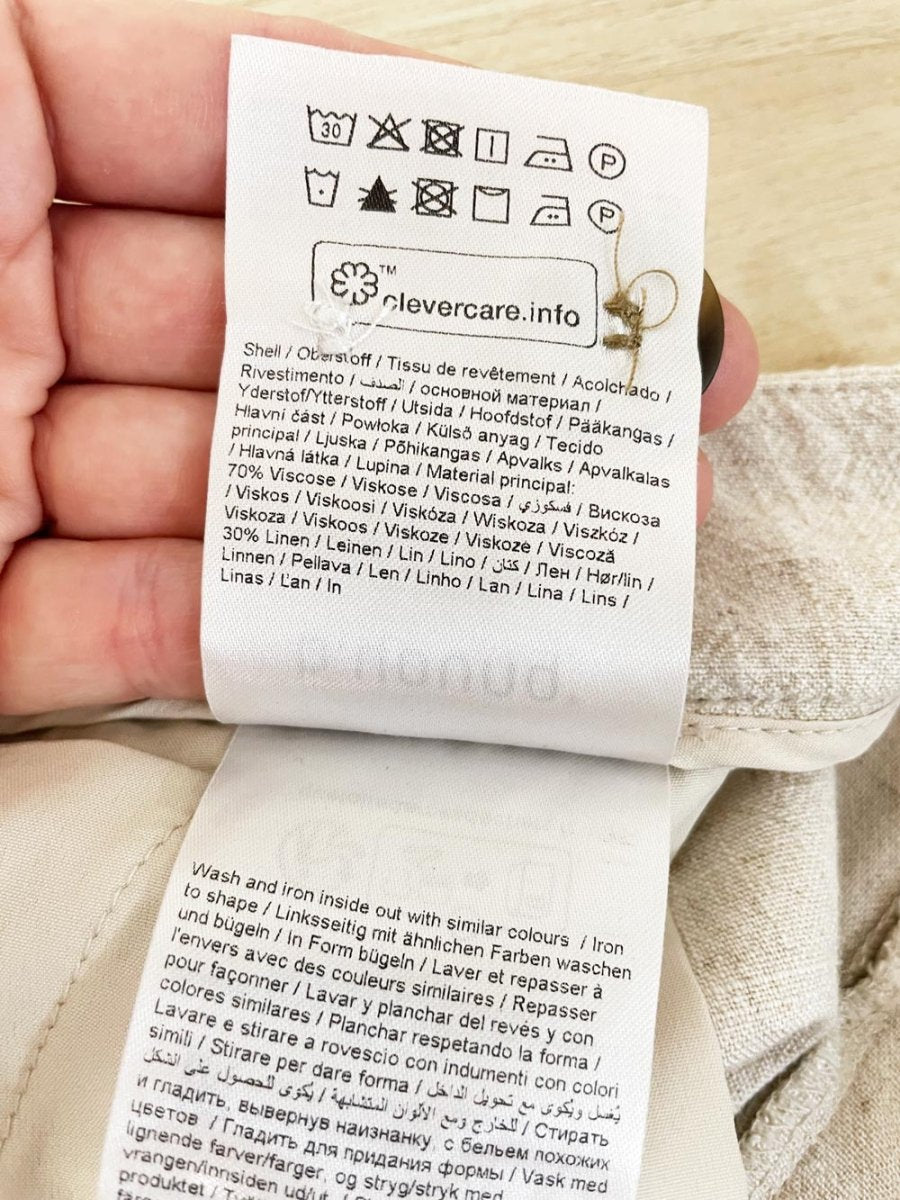 30 P
P
TM
clevercare.info
Shell / Oberstoff / Tissu de revêtement / Acolchado /
Rivestimento / الصدف / основной материал /
Yderstof/Ytterstoff / Utsida / Hoofdstof / Pääkangas /
Hlavní část / Powłoka / Külső anyag / Tecido
principal / Ljuska / Põhikangas / Apvalks / Apvalkalas
/ Hlavná látka / Lupina / Material principal:
70% Viscose / Viskose / Viscosa / فسكوزي / Вискоза
/ Viskos / Viskoosi / Viskóza / Wiskoza / Viszkóz /
Viskoza / Viskoos / Viskoze / Viskozė / Viscoză
30% Linen / Leinen / Lin / Lino / كتان / Лен / Hør/lin /
Linnen / Pellava / Len / Linho / Lan / Lina / Lins /
Linas / Ľan / In
Wash and iron inside out with similar colours / Iron
to shape / Linksseitig mit ähnlichen Farben waschen
und bügeln / In Form bügeln / Laver et repasser à
l'envers avec des couleurs similaires / Repasser
pour façonner / Lavar y planchar del revés y con
colores similares / Planchar respetando la forma /
Lavare e stirare a rovescio con indumenti con colori
simili / Stirare per dare forma / يُغسل ويُكوى مع تحويل الداخل
للخارج ومع الألوان المتشابهة / يُكوى للحصول على الشكل / Стирать
и гладить, вывернув наизнанку, с бельем похожих
цветов / Гладить для придания формы / Vask med
lignende farver/farger, og stryg/stryk med
vrangen/innsiden ud/ut
produktet